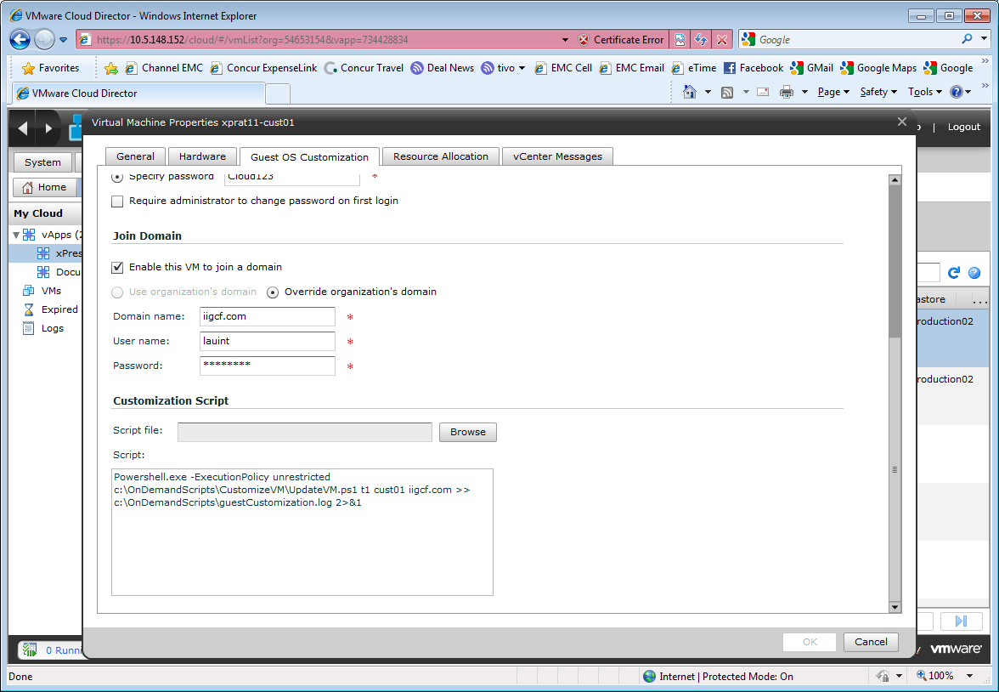 VMware Cloud Director - Windows Internet Explorer
https://10.5.148.152/cloud/#/vmList?org=54653154&vapp=734428834
Certificate Error
Google
Favorites
Channel EMC
Concur ExpenseLink
Concur Travel
Deal News
tivo
EMC Cell
EMC Email
eTime
Facebook
GMail
Google Maps
Google
VMware Cloud Director
Page
Safety
Tools
Virtual Machine Properties xprat11-cust01
| Logout
System
General
Hardware
Guest OS Customization
Resource Allocation
vCenter Messages
Home
Specify password Cloud123 *
Require administrator to change password on first login
My Cloud
vApps (2
xPres
Docu
VMs
Expired
Logs
Join Domain
Enable this VM to join a domain
Use organization's domain
Override organization's domain
Domain name: iigcf.com *
User name: lauint *
Password: ******** *
astore ...
roduction02
roduction02
Customization Script
Script file:
Browse
Script:
Powershell.exe -ExecutionPolicy unrestricted
c:\OnDemandScripts\CustomizeVM\UpdateVM.ps1 t1 cust01 iigcf.com >>
c:\OnDemandScripts\guestCustomization.log 2>&1
OK
Cancel
0 Runni
vmware
Done
Internet | Protected Mode: On
100%